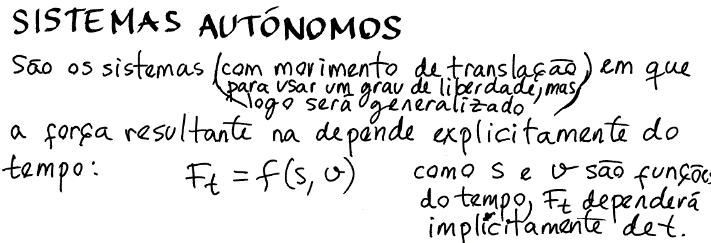 SISTEMAS AUTÓNOMOS
São os sistemas (com movimento de translação) em que
para usar um grau de liberdade, mas
logo será generalizado
a força resultante na depende explicitamente do
tempo: F_t = f(s, v) como s e v são funções
do tempo, F_t dependerá
implícitamente de t.